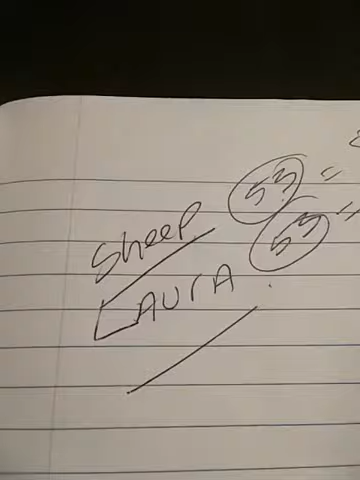 Sheep 53 =
LAURA 53 =